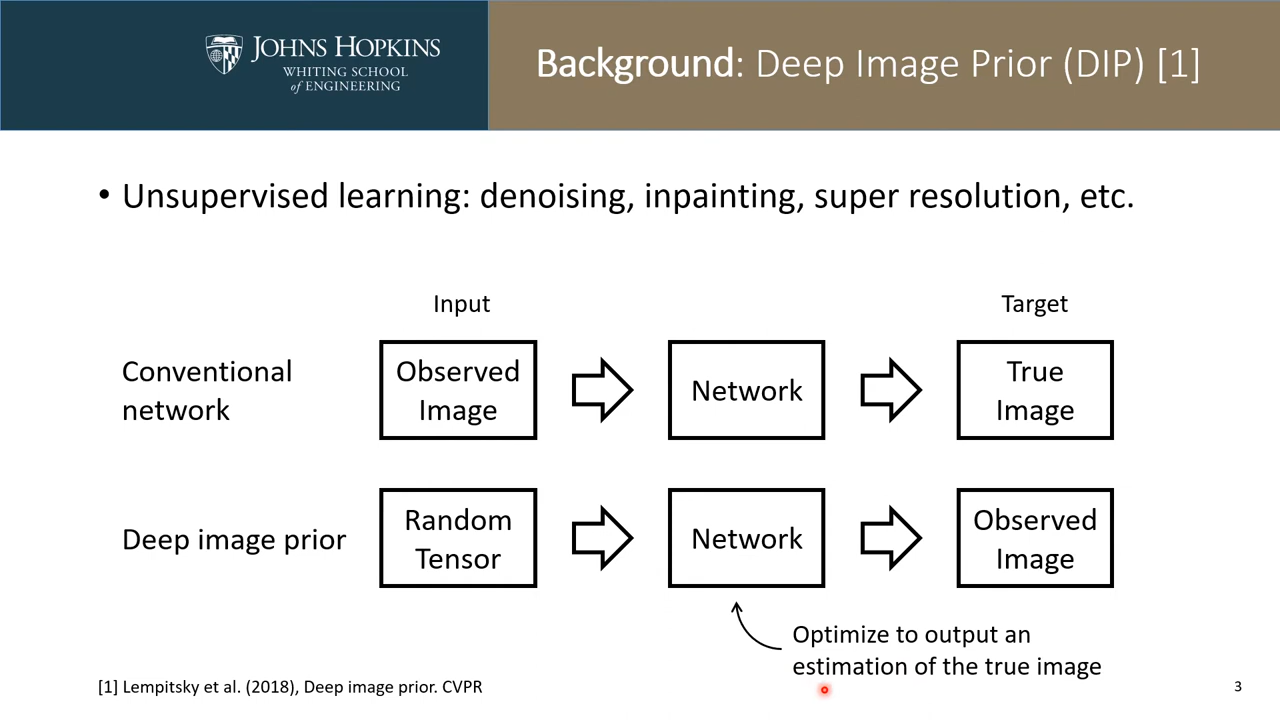 JOHNS HOPKINS
WHITING SCHOOL
of ENGINEERING
Background: Deep Image Prior (DIP) [1]
• Unsupervised learning: denoising, inpainting, super resolution, etc.
Input
Target
Conventional
network
Observed
Image
Network
True
Image
Deep image prior
Random
Tensor
Network
Observed
Image
Optimize to output an
estimation of the true image
[1] Lempitsky et al. (2018), Deep image prior. CVPR
3